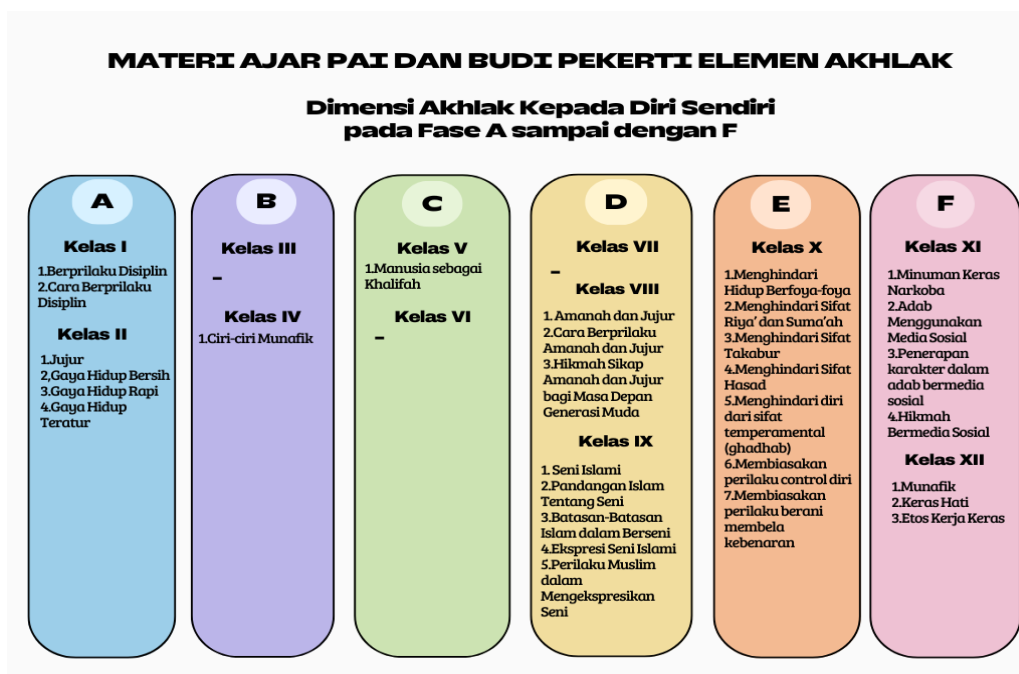 MATERI AJAR PAI DAN BUDI PEKERTI ELEMEN AKHLAK
Dimensi Akhlak Kepada Diri Sendiri
pada Fase A sampai dengan F
A
Kelas I
1.Berprilaku Disiplin
2.Cara Berprilaku
Disiplin
Kelas II
1.Jujur
2,Gaya Hidup Bersih
3.Gaya Hidup Rapi
4.Gaya Hidup
Teratur
B
Kelas III
-
Kelas IV
1.Ciri-ciri Munafik
C
Kelas V
1.Manusia sebagai
Khalifah
Kelas VI
-
D
Kelas VII
-
Kelas VIII
1. Amanah dan Jujur
2.Cara Berprilaku
Amanah dan Jujur
3.Hikmah Sikap
Amanah dan Jujur
bagi Masa Depan
Generasi Muda
Kelas IX
1. Seni Islami
2.Pandangan Islam
Tentang Seni
3.Batasan-Batasan
Islam dalam Berseni
4.Ekspresi Seni Islami
5.Perilaku Muslim
dalam
Mengekspresikan
Seni
E
Kelas X
1.Menghindari
Hidup Berfoya-foya
2.Menghindari Sifat
Riya’ dan Suma’ah
3.Menghindari Sifat
Takabur
4.Menghindari Sifat
Hasad
5.Menghindari diri
dari sifat
temperamental
(ghadhab)
6.Membiasakan
perilaku control diri
7.Membiasakan
perilaku berani
membela
kebenaran
F
Kelas XI
1.Minuman Keras
Narkoba
2.Adab
Menggunakan
Media Sosial
3.Penerapan
karakter dalam
adab bermedia
sosial
4.Hikmah
Bermedia Sosial
Kelas XII
1.Munafik
2.Keras Hati
3.Etos Kerja Keras